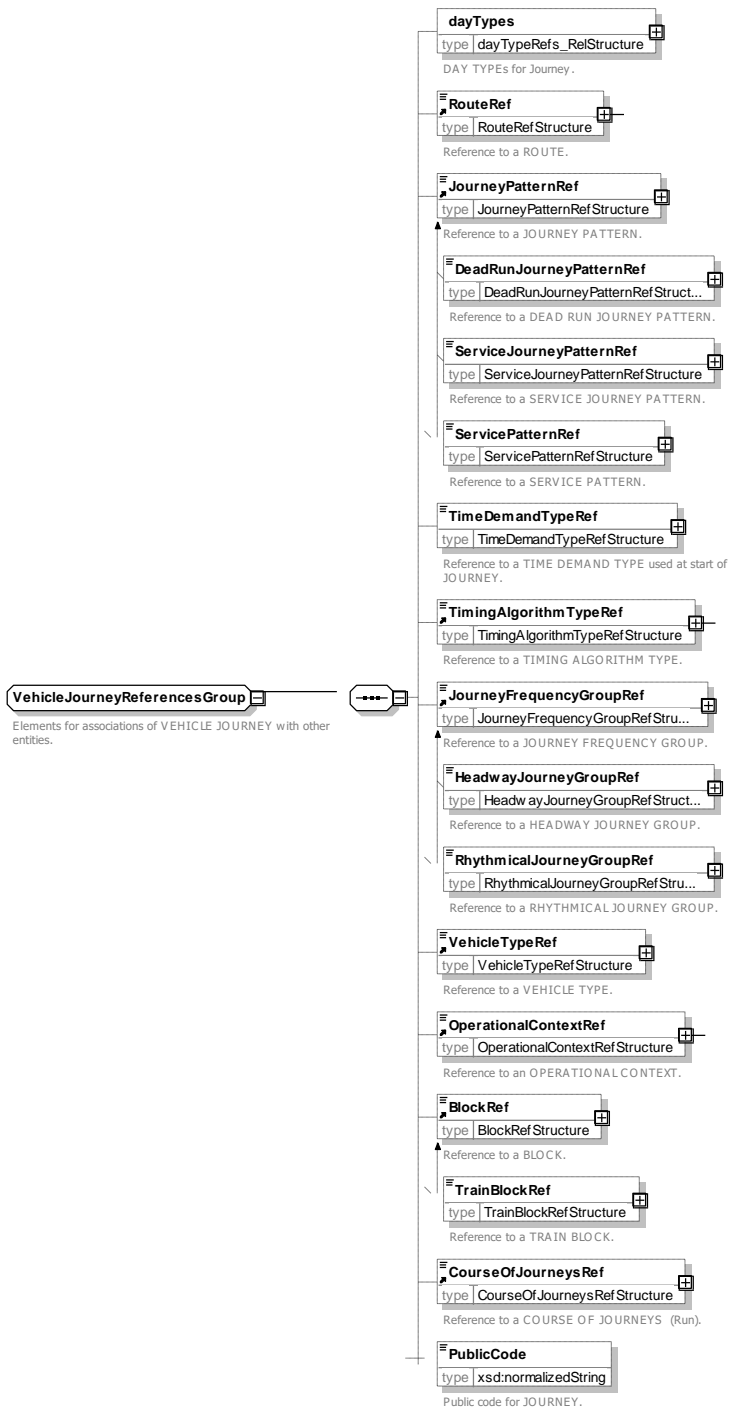 dayTypes
type dayTypeRefs_RelStructure
DAY TYPEs for Journey.
RouteRef
type RouteRefStructure
Reference to a ROUTE.
JourneyPatternRef
type JourneyPatternRefStructure
Reference to a JOURNEY PATTERN.
DeadRunJourneyPatternRef
type DeadRunJourneyPatternRefStruct...
Reference to a DEAD RUN JOURNEY PATTERN.
ServiceJourneyPatternRef
type ServiceJourneyPatternRefStructure
Reference to a SERVICE JOURNEY PATTERN.
ServicePatternRef
type ServicePatternRefStructure
Reference to a SERVICE PATTERN.
TimeDemandTypeRef
type TimeDemandTypeRefStructure
Reference to a TIME DEMAND TYPE used at start of
JOURNEY.
TimingAlgorithmTypeRef
type TimingAlgorithmTypeRefStructure
Reference to a TIMING ALGORITHM TYPE.
VehicleJourneyReferencesGroup
Elements for associations of VEHICLE JOURNEY with other
entities.
JourneyFrequencyGroupRef
type JourneyFrequencyGroupRefStru...
Reference to a JOURNEY FREQUENCY GROUP.
HeadwayJourneyGroupRef
type HeadwayJourneyGroupRefStruct...
Reference to a HEADWAY JOURNEY GROUP.
RhythmicalJourneyGroupRef
type RhythmicalJourneyGroupRefStru...
Reference to a RHYTHMICAL JOURNEY GROUP.
VehicleTypeRef
type VehicleTypeRefStructure
Reference to a VEHICLE TYPE.
OperationalContextRef
type OperationalContextRefStructure
Reference to an OPERATIONAL CONTEXT.
BlockRef
type BlockRefStructure
Reference to a BLOCK.
TrainBlockRef
type TrainBlockRefStructure
Reference to a TRAIN BLOCK.
CourseOfJourneysRef
type CourseOfJourneysRefStructure
Reference to a COURSE OF JOURNEYS (Run).
PublicCode
type xsd:normalizedString
Public code for JOURNEY.